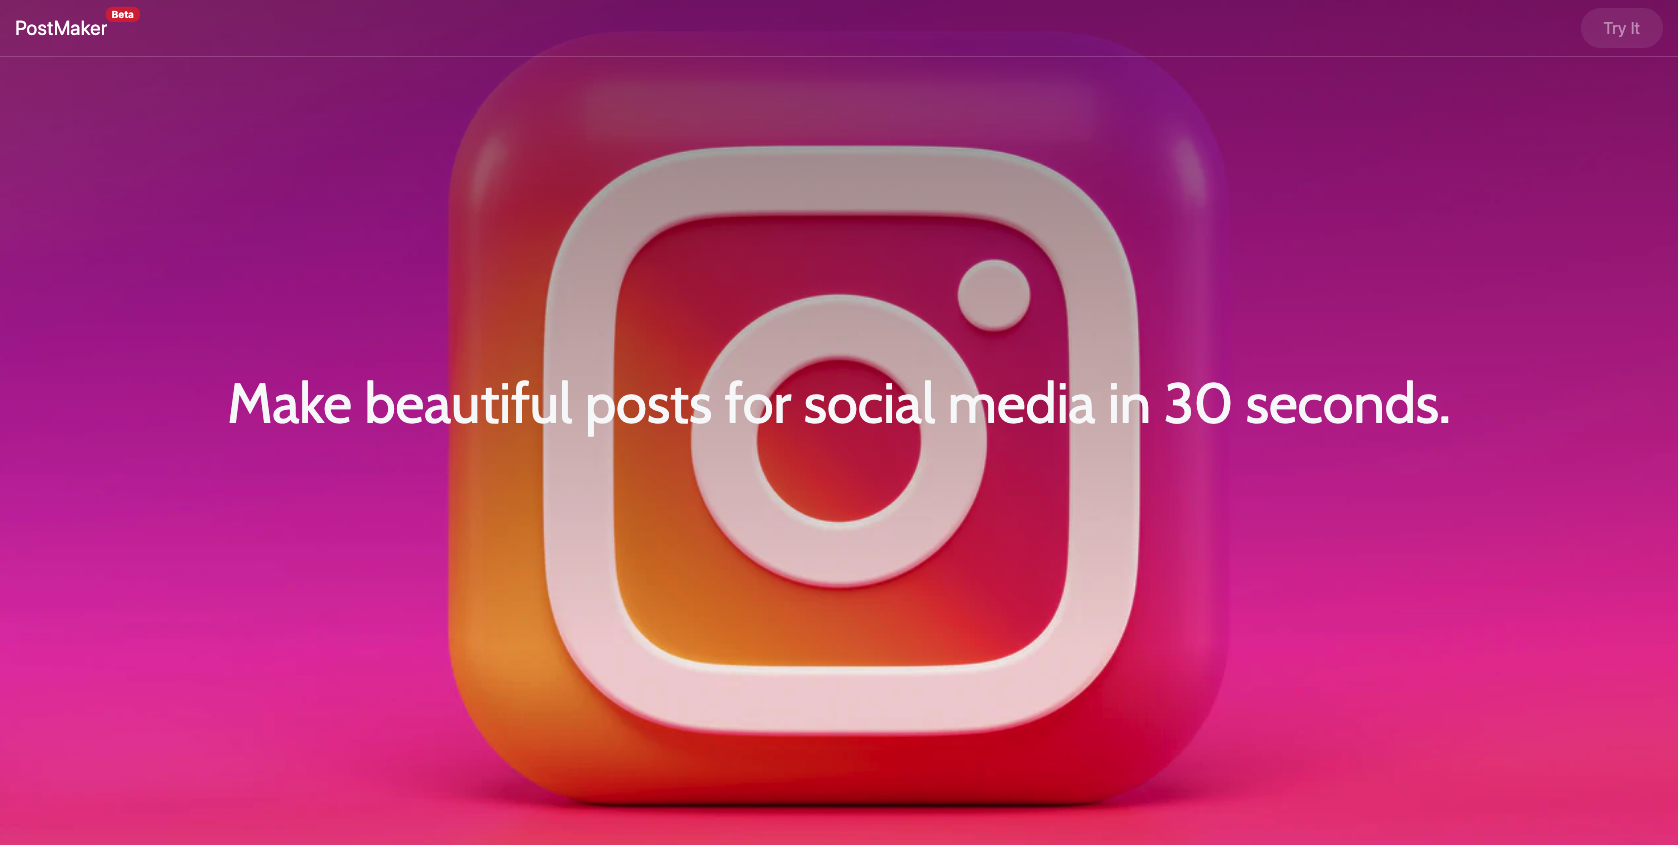 PostMaker
Beta
Try It
Make beautiful posts for social media in 30 seconds.